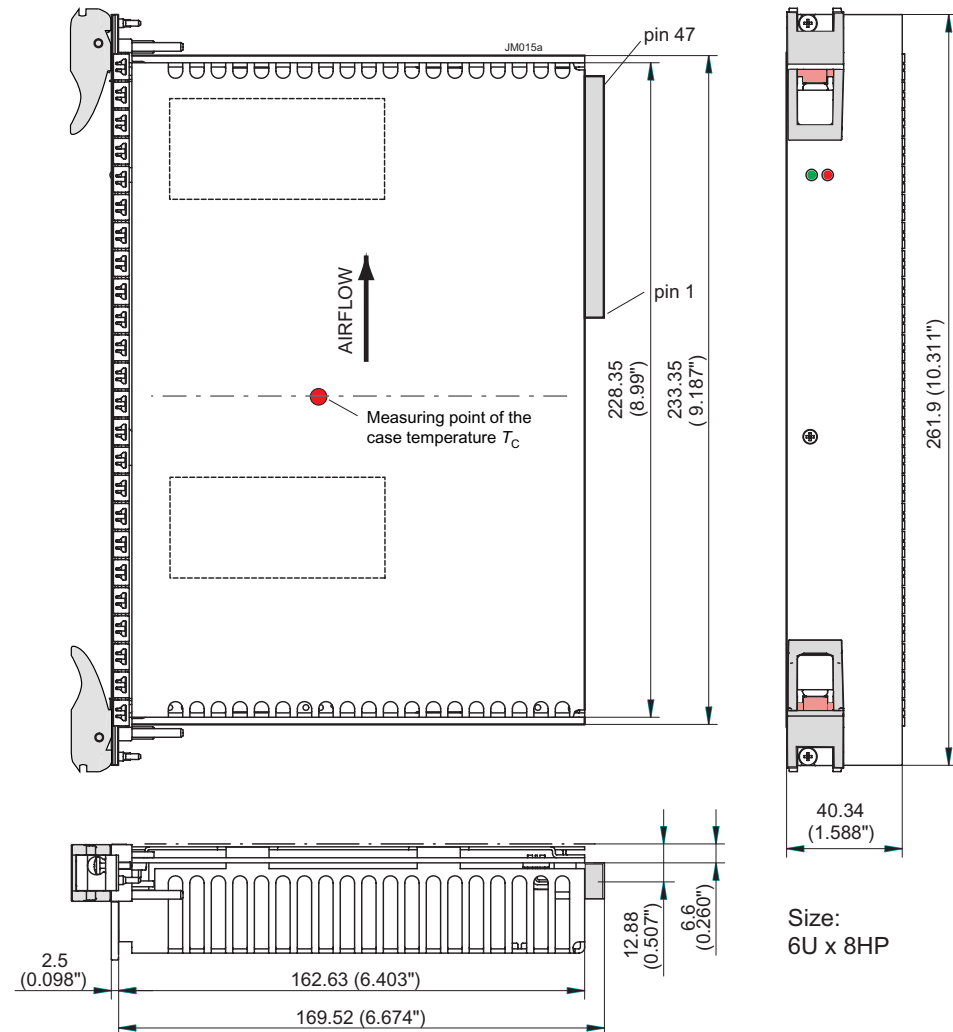 JM015a
pin 47
AIRFLOW
pin 1
Measuring point of the
case temperature TC
228.35
(8.99")
233.35
( 9.187")
261.9 (10.311")
40.34
(1.588")
12.88
(0.507")
6.6
(0.260")
Size:
6U x 8HP
2.5
(0.098")
162.63 (6.403")
169.52 (6.674")